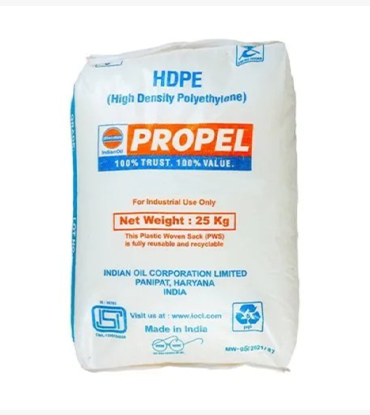 HDPE
(High Density Polyethylene)
IndianOil
PROPEL
100% TRUST. 100% VALUE.
For Industrial Use Only
Net Weight : 25 Kg
This Plastic Woven Sack (PWS)
is fully reusable and recyclable
INDIAN OIL CORPORATION LIMITED
PANIPAT, HARYANA
INDIA
Visit us at : www.iocl.com
Made in India
PP